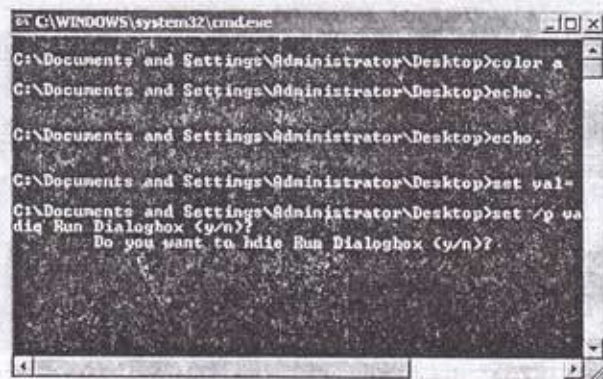 C:\WINDOWS\system32\cmd.exe
C:\Documents and Settings\Administrator\Desktop>color a
C:\Documents and Settings\Administrator\Desktop>echo.
C:\Documents and Settings\Administrator\Desktop>echo.
C:\Documents and Settings\Administrator\Desktop>set val=
C:\Documents and Settings\Administrator\Desktop>set /p va
die Run Dialogbox (y/n)?
Do you want to hdie Run Dialogbox (y/n)?